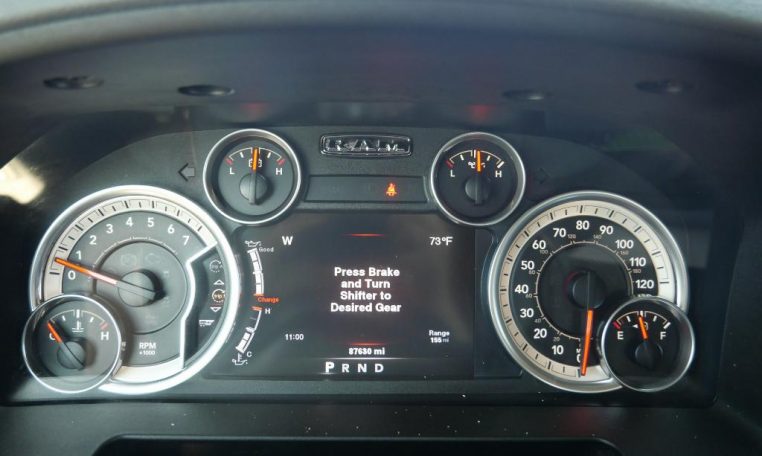 RAM
L H
L H
W 73°F
Good
Press Brake
and Turn
Shifter to
Desired Gear
Change
H
C
11:00
Range
155 mi
87630 mi
P R N D
0 1 2 3 4 5 6 7
RPM
x1000
C H
10 20 30 40 50 60 70 80 90 100 110 120
E F